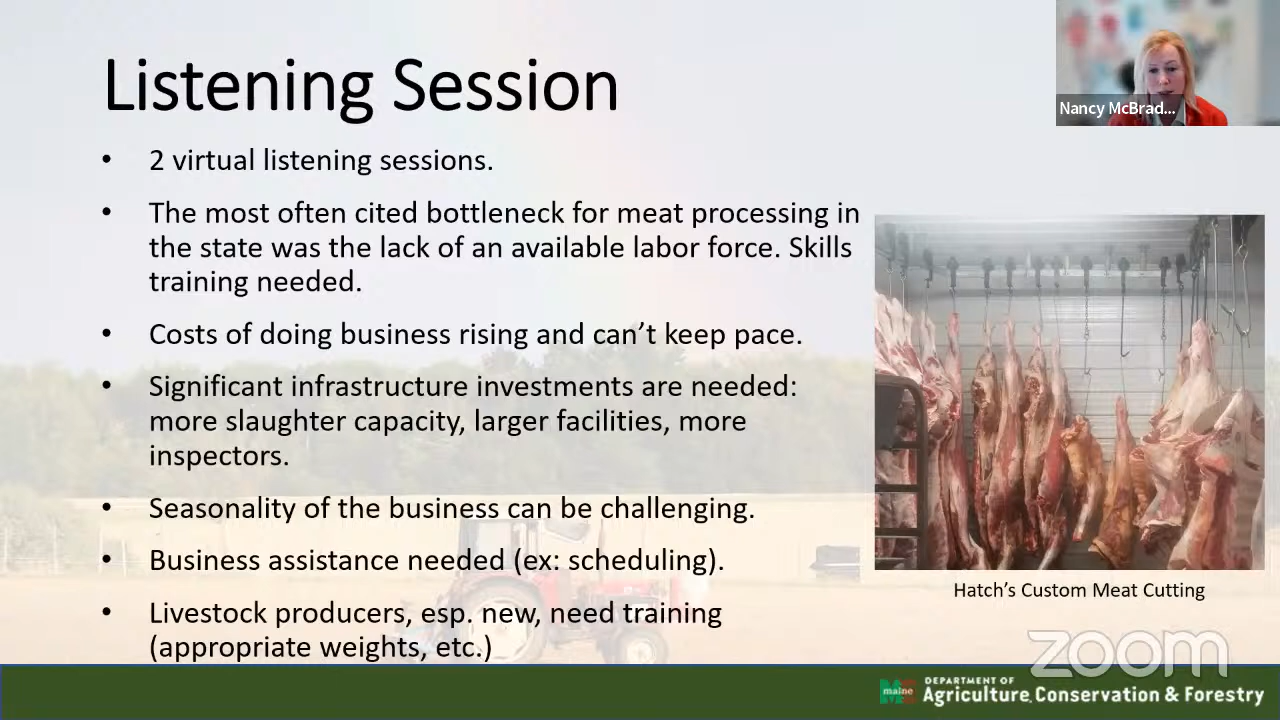 Listening Session
Nancy McBrad...
• 2 virtual listening sessions.
• The most often cited bottleneck for meat processing in
the state was the lack of an available labor force. Skills
training needed.
• Costs of doing business rising and can’t keep pace.
• Significant infrastructure investments are needed:
more slaughter capacity, larger facilities, more
inspectors.
• Seasonality of the business can be challenging.
• Business assistance needed (ex: scheduling).
• Livestock producers, esp. new, need training
(appropriate weights, etc.)
Hatch’s Custom Meat Cutting
zoom
maine
DEPARTMENT OF
Agriculture, Conservation & Forestry